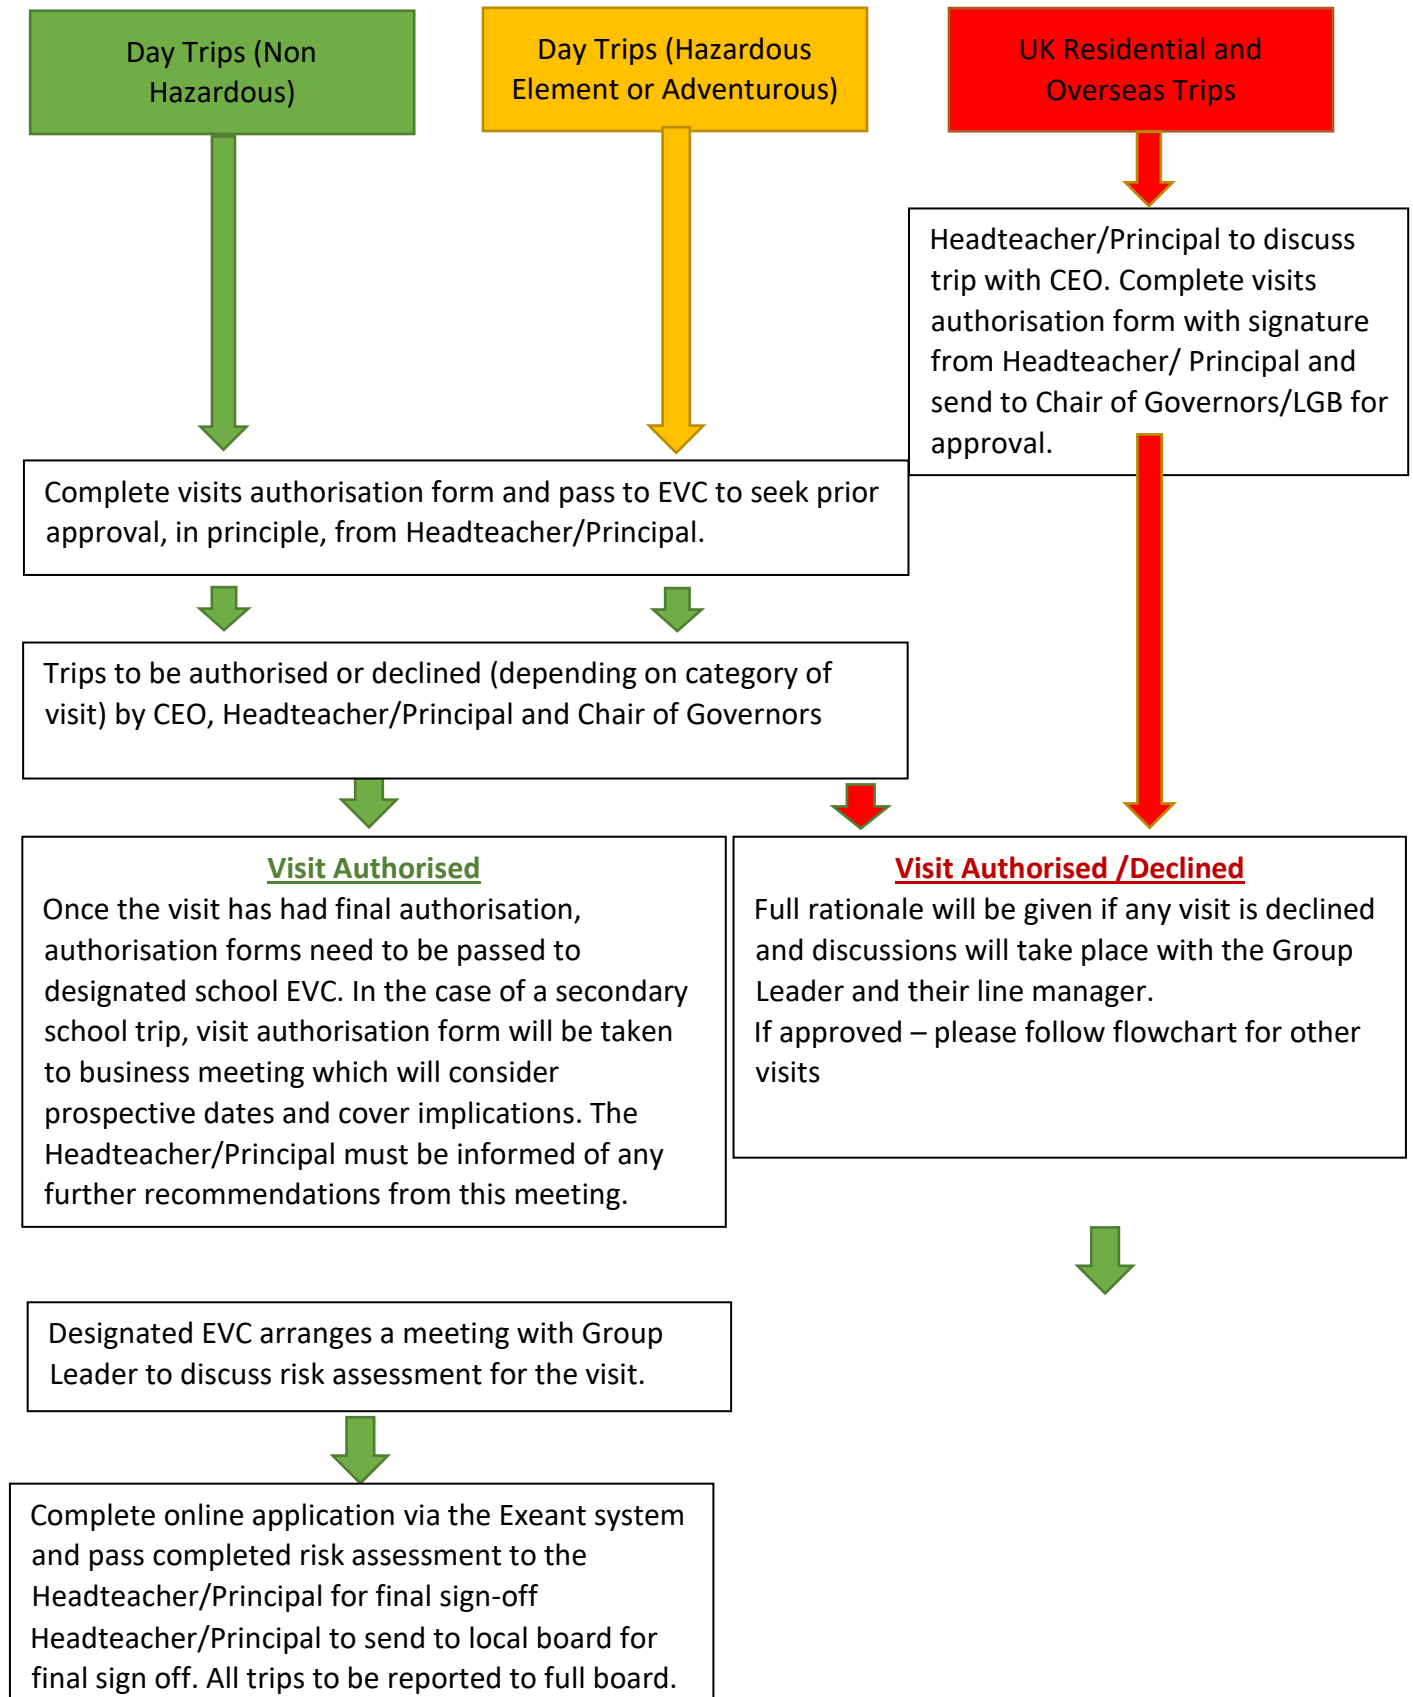 Day Trips (Non
Hazardous)
Day Trips (Hazardous
Element or Adventurous)
UK Residential and
Overseas Trips
Headteacher/Principal to discuss
trip with CEO. Complete visits
authorisation form with signature
from Headteacher/ Principal and
send to Chair of Governors/LGB for
approval.
Complete visits authorisation form and pass to EVC to seek prior
approval, in principle, from Headteacher/Principal.
Trips to be authorised or declined (depending on category of
visit) by CEO, Headteacher/Principal and Chair of Governors
Visit Authorised
Once the visit has had final authorisation,
authorisation forms need to be passed to
designated school EVC. In the case of a secondary
school trip, visit authorisation form will be taken
to business meeting which will consider
prospective dates and cover implications. The
Headteacher/Principal must be informed of any
further recommendations from this meeting.
Visit Authorised /Declined
Full rationale will be given if any visit is declined
and discussions will take place with the Group
Leader and their line manager.
If approved – please follow flowchart for other
visits
Designated EVC arranges a meeting with Group
Leader to discuss risk assessment for the visit.
Complete online application via the Exeant system
and pass completed risk assessment to the
Headteacher/Principal for final sign-off
Headteacher/Principal to send to local board for
final sign off. All trips to be reported to full board.